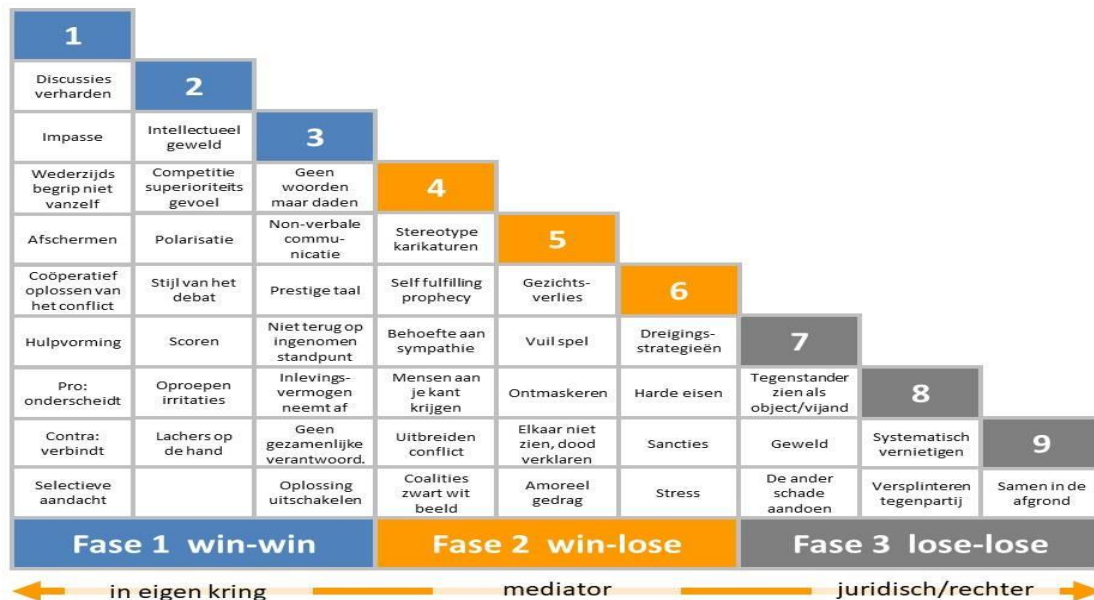 1
Discussies
verharden
2
Impasse
Intellectueel
geweld
3
Wederzijds
begrip niet
vanzelf
Competitie
superioriteits
gevoel
Geen
woorden
maar daden
4
Afschermen
Polarisatie
Non-verbale
commu-
nicatie
Stereotype
karikaturen
5
Coöperatief
oplossen van
het conflict
Stijl van het
debat
Prestige taal
Self fulfilling
prophecy
Gezichts-
verlies
6
Hulpvorming
Scoren
Niet terug op
ingenomen
standpunt
Behoefte aan
sympathie
Vuil spel
Dreigings-
strategieën
7
Pro:
onderscheidt
Oproepen
irritaties
Inlevings-
vermogen
neemt af
Mensen aan
je kant
krijgen
Ontmaskeren
Harde eisen
Tegenstander
zien als
object/vijand
8
Contra:
verbindt
Lachers op
de hand
Geen
gezamenlijke
verantwoord.
Uitbreiden
conflict
Elkaar niet
zien, dood
verklaren
Sancties
Geweld
Systematisch
vernietigen
9
Selectieve
aandacht
Oplossing
uitschakelen
Coalities
zwart wit
beeld
Amoreel
gedrag
Stress
De ander
schade
aandoen
Versplinteren
tegenpartij
Samen in de
afgrond
Fase 1 win-win
Fase 2 win-lose
Fase 3 lose-lose
in eigen kring
mediator
juridisch/rechter